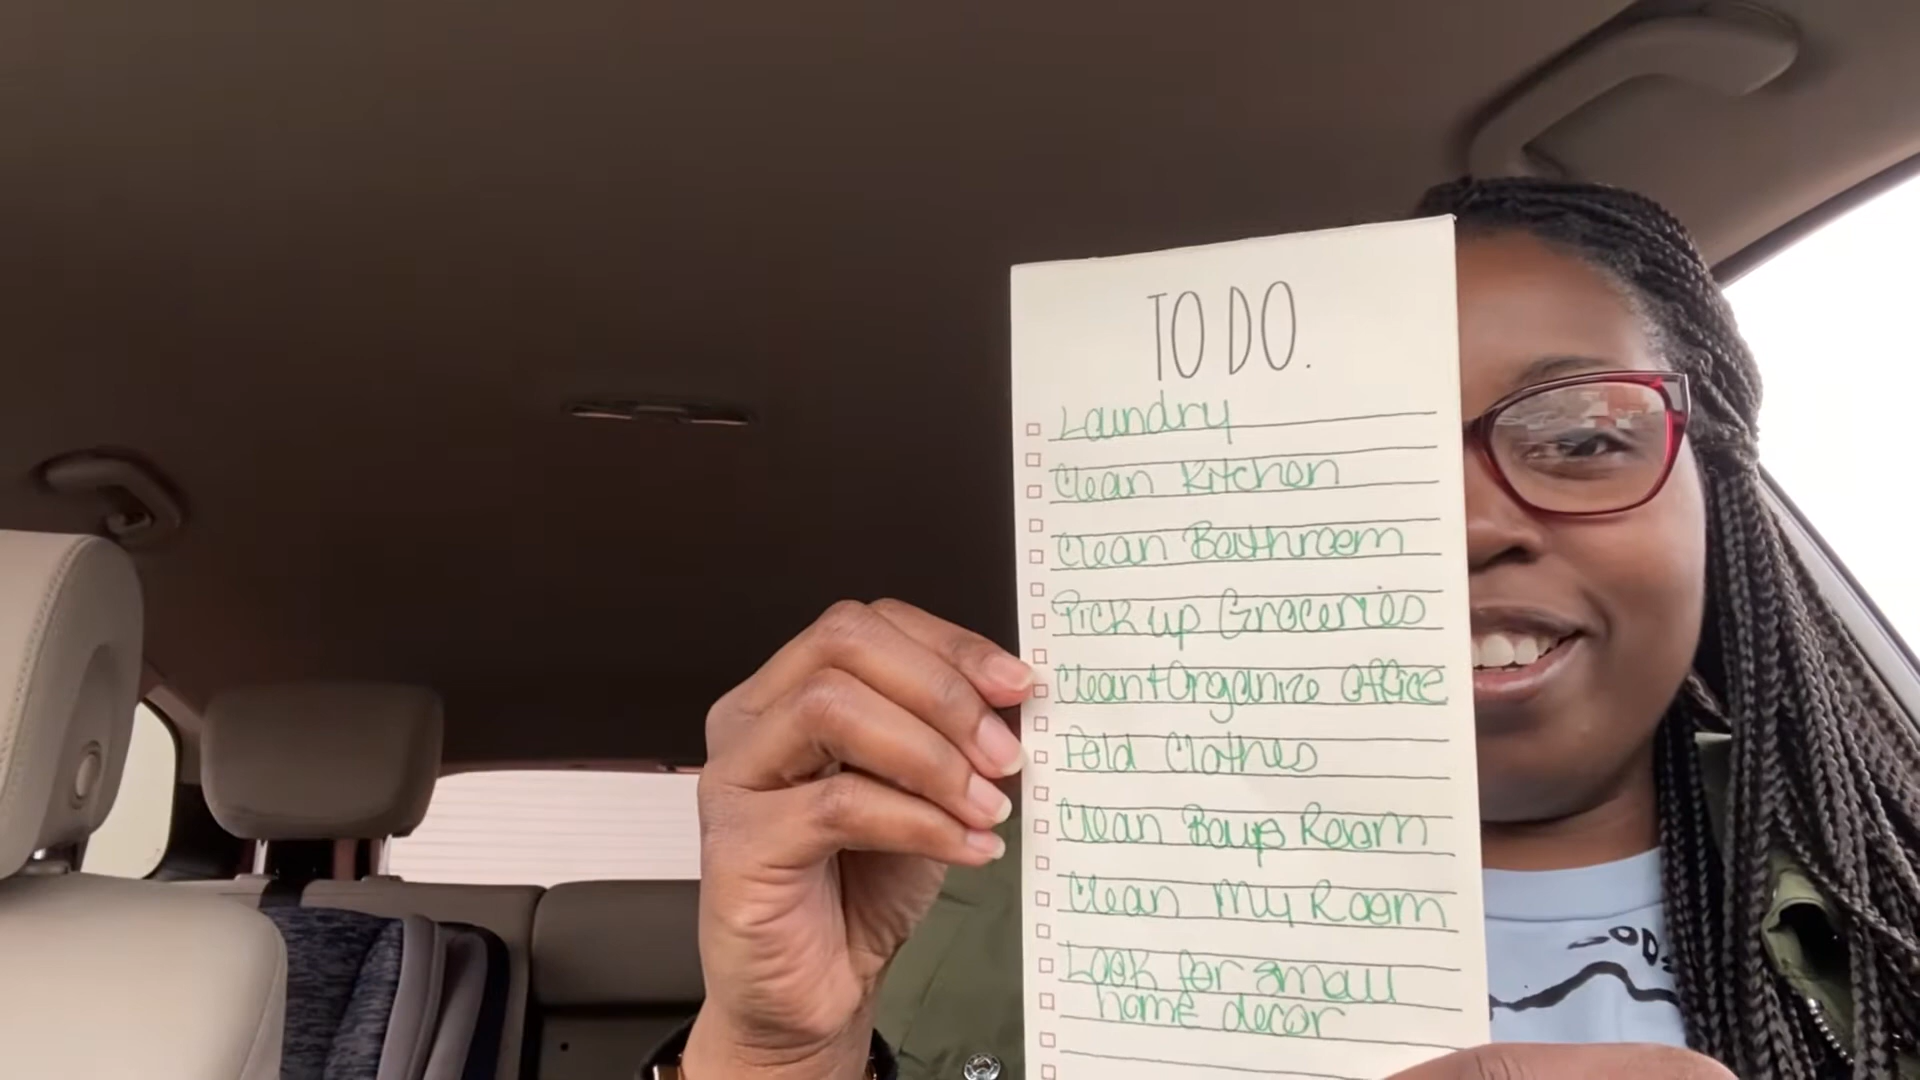 TO DO.
Laundry
Clean Kitchen
Clean Bathroom
Pick up Groceries
Clean + Organize Office
Fold Clothes
Clean Boys Room
Clean My Room
Look for small
home decor